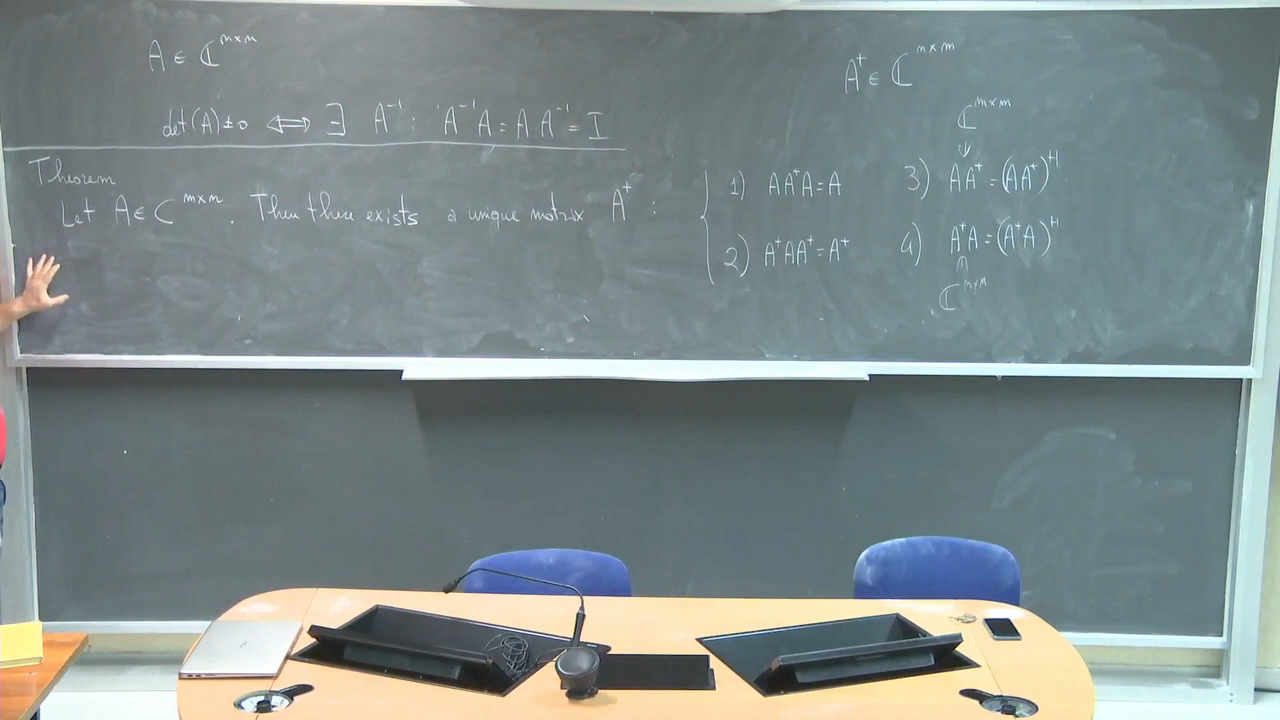 A ∈ ℂ^{m×m}
det(A) ≠ 0 ⟺ ∃ A^{-1} : A^{-1}A = A A^{-1} = I
Theorem
Let A ∈ ℂ^{m×n}. Then there exists a unique matrix A^+ :
A^+ ∈ ℂ^{n×m}
1) AA^+A = A
2) A^+AA^+ = A^+
ℂ^{m×m}
↓
3) AA^+ = (AA^+)^H
4) A^+A = (A^+A)^H
↑
ℂ^{n×n}